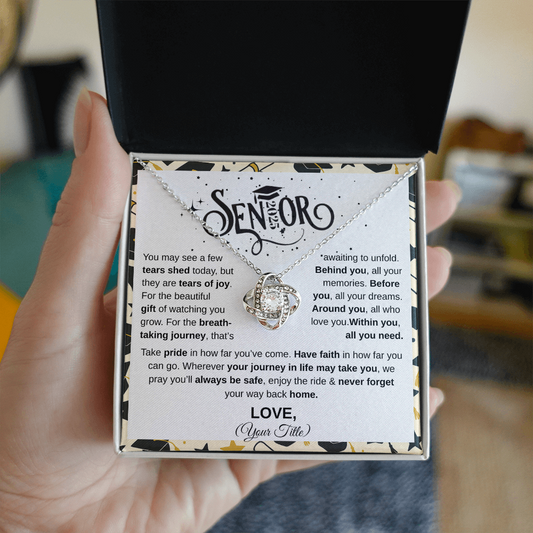 SENIOR
2025
You may see a few
tears shed today, but
they are tears of joy.
For the beautiful
gift of watching you
grow. For the breath-
taking journey, that's
*awaiting to unfold.
Behind you, all your
memories. Before
you, all your dreams.
Around you, all who
love you.Within you,
all you need.
Take pride in how far you've come. Have faith in how far you
can go. Wherever your journey in life may take you, we
pray you'll always be safe, enjoy the ride & never forget
your way back home.
LOVE,
(Your Title)